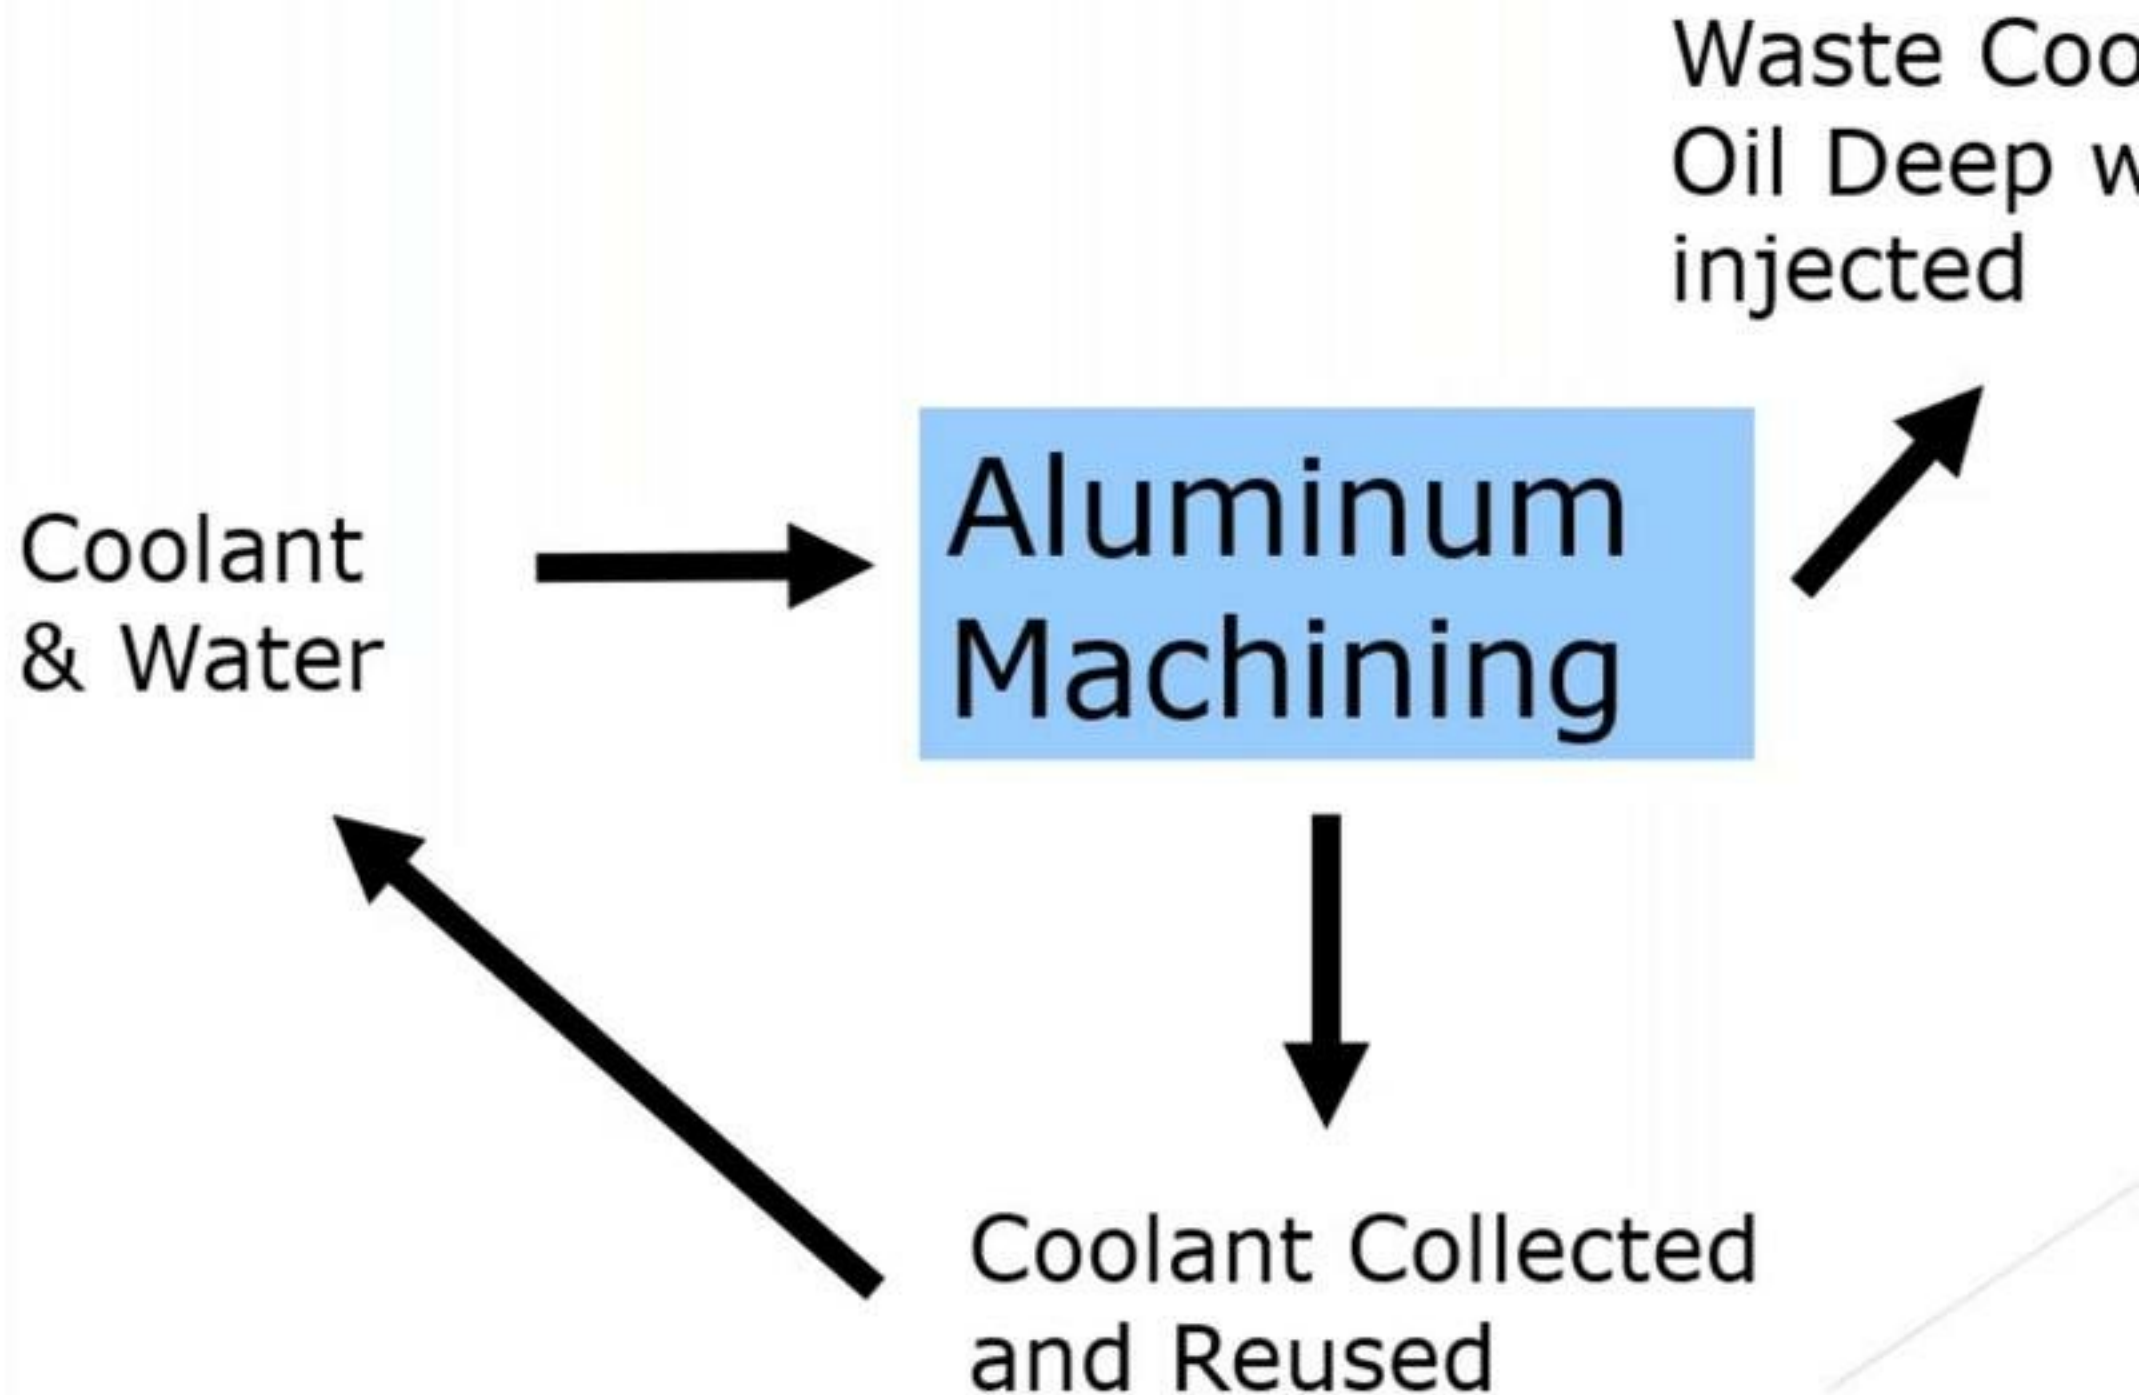 Waste
Oil Deep
injected
Coolant
& Water
Aluminum
Machining
Coolant Collected
and Reused